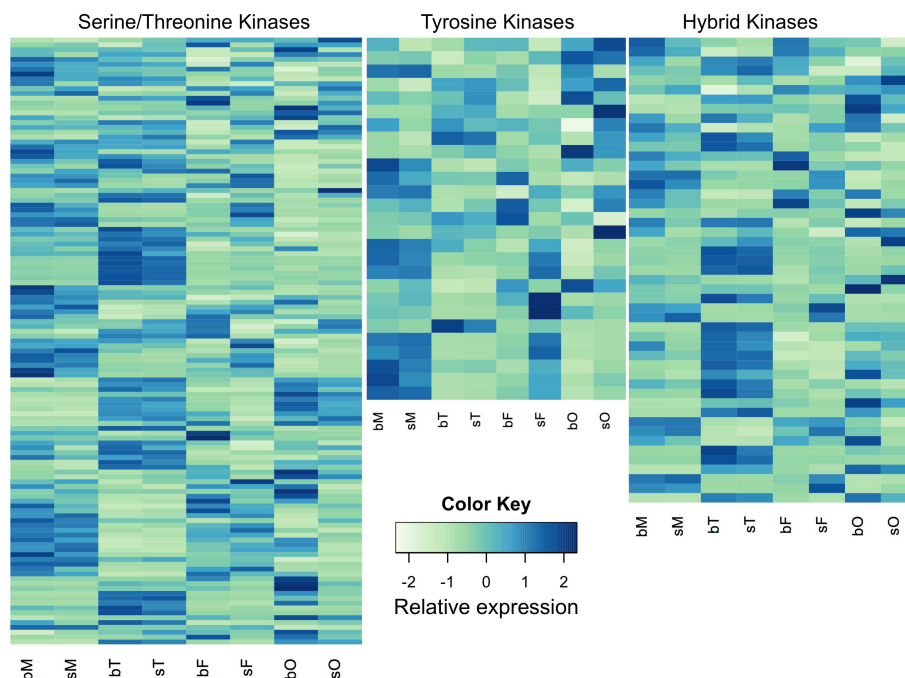 Serine/Threonine Kinases
Tyrosine Kinases
Hybrid Kinases
bM sM bT sT bF sF bO sO
bM sM bT sT bF sF bO sO
bM sM bT sT bF sF bO sO
Color Key
-2 -1 0 1 2
Relative expression